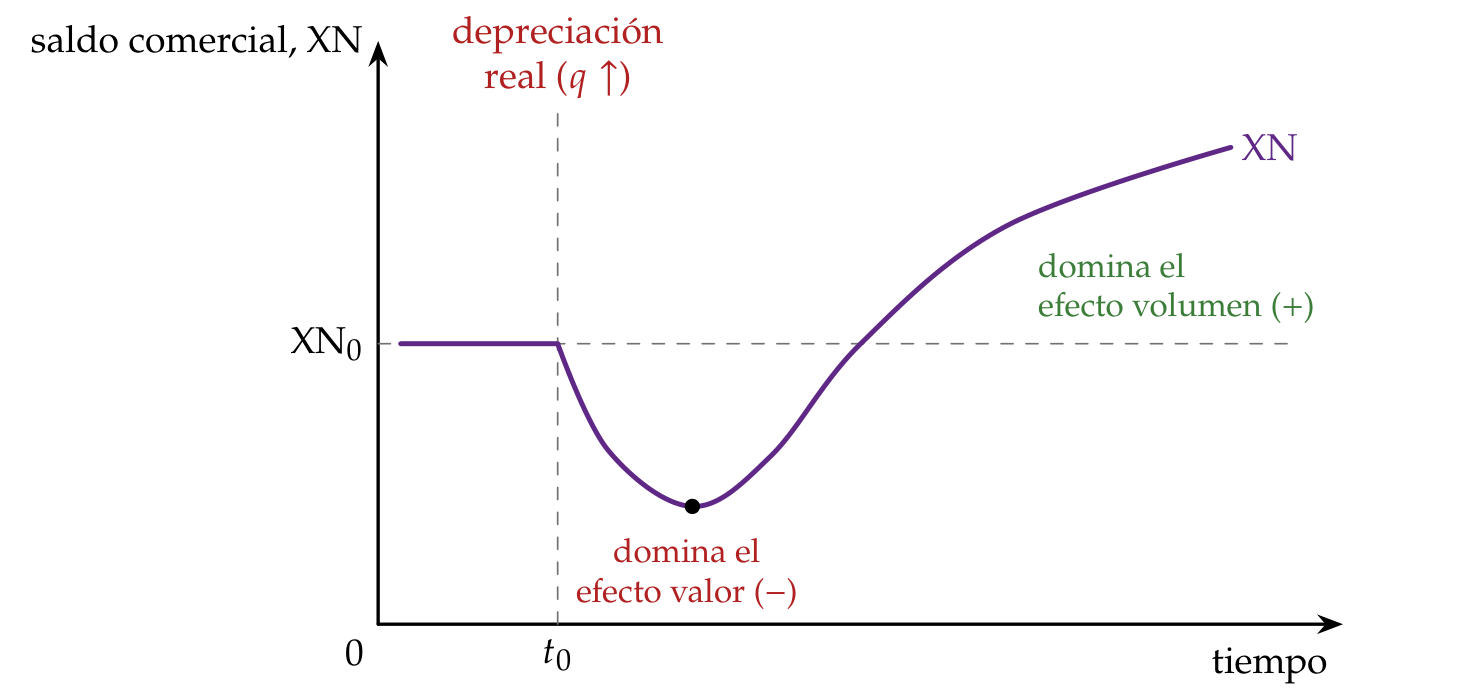 saldo comercial, XN
depreciación
real (q ↑)
XN
domina el
efecto volumen (+)
XN₀
domina el
efecto valor (−)
0
t₀
tiempo